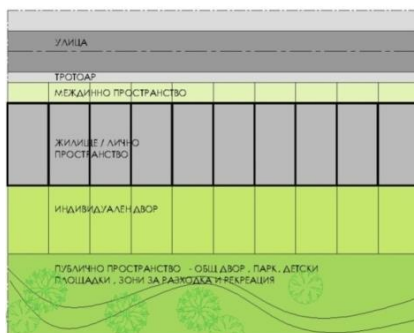 УЛИЦА
ТРОТОАР
МЕЖДИННО ПРОСТРАНСТВО
ЖИЛИЩЕ / ЛИЧНО
ПРОСТРАНСТВО
ИНДИВИДУАЛЕН ДВОР
ПУБЛИЧНО ПРОСТРАНСТВО - ОБЩ ДВОР , ПАРК, ДЕТСКИ
ПЛОЩАДКИ , ЗОНИ ЗА РАЗХОДКА И РЕКРЕАЦИЯ